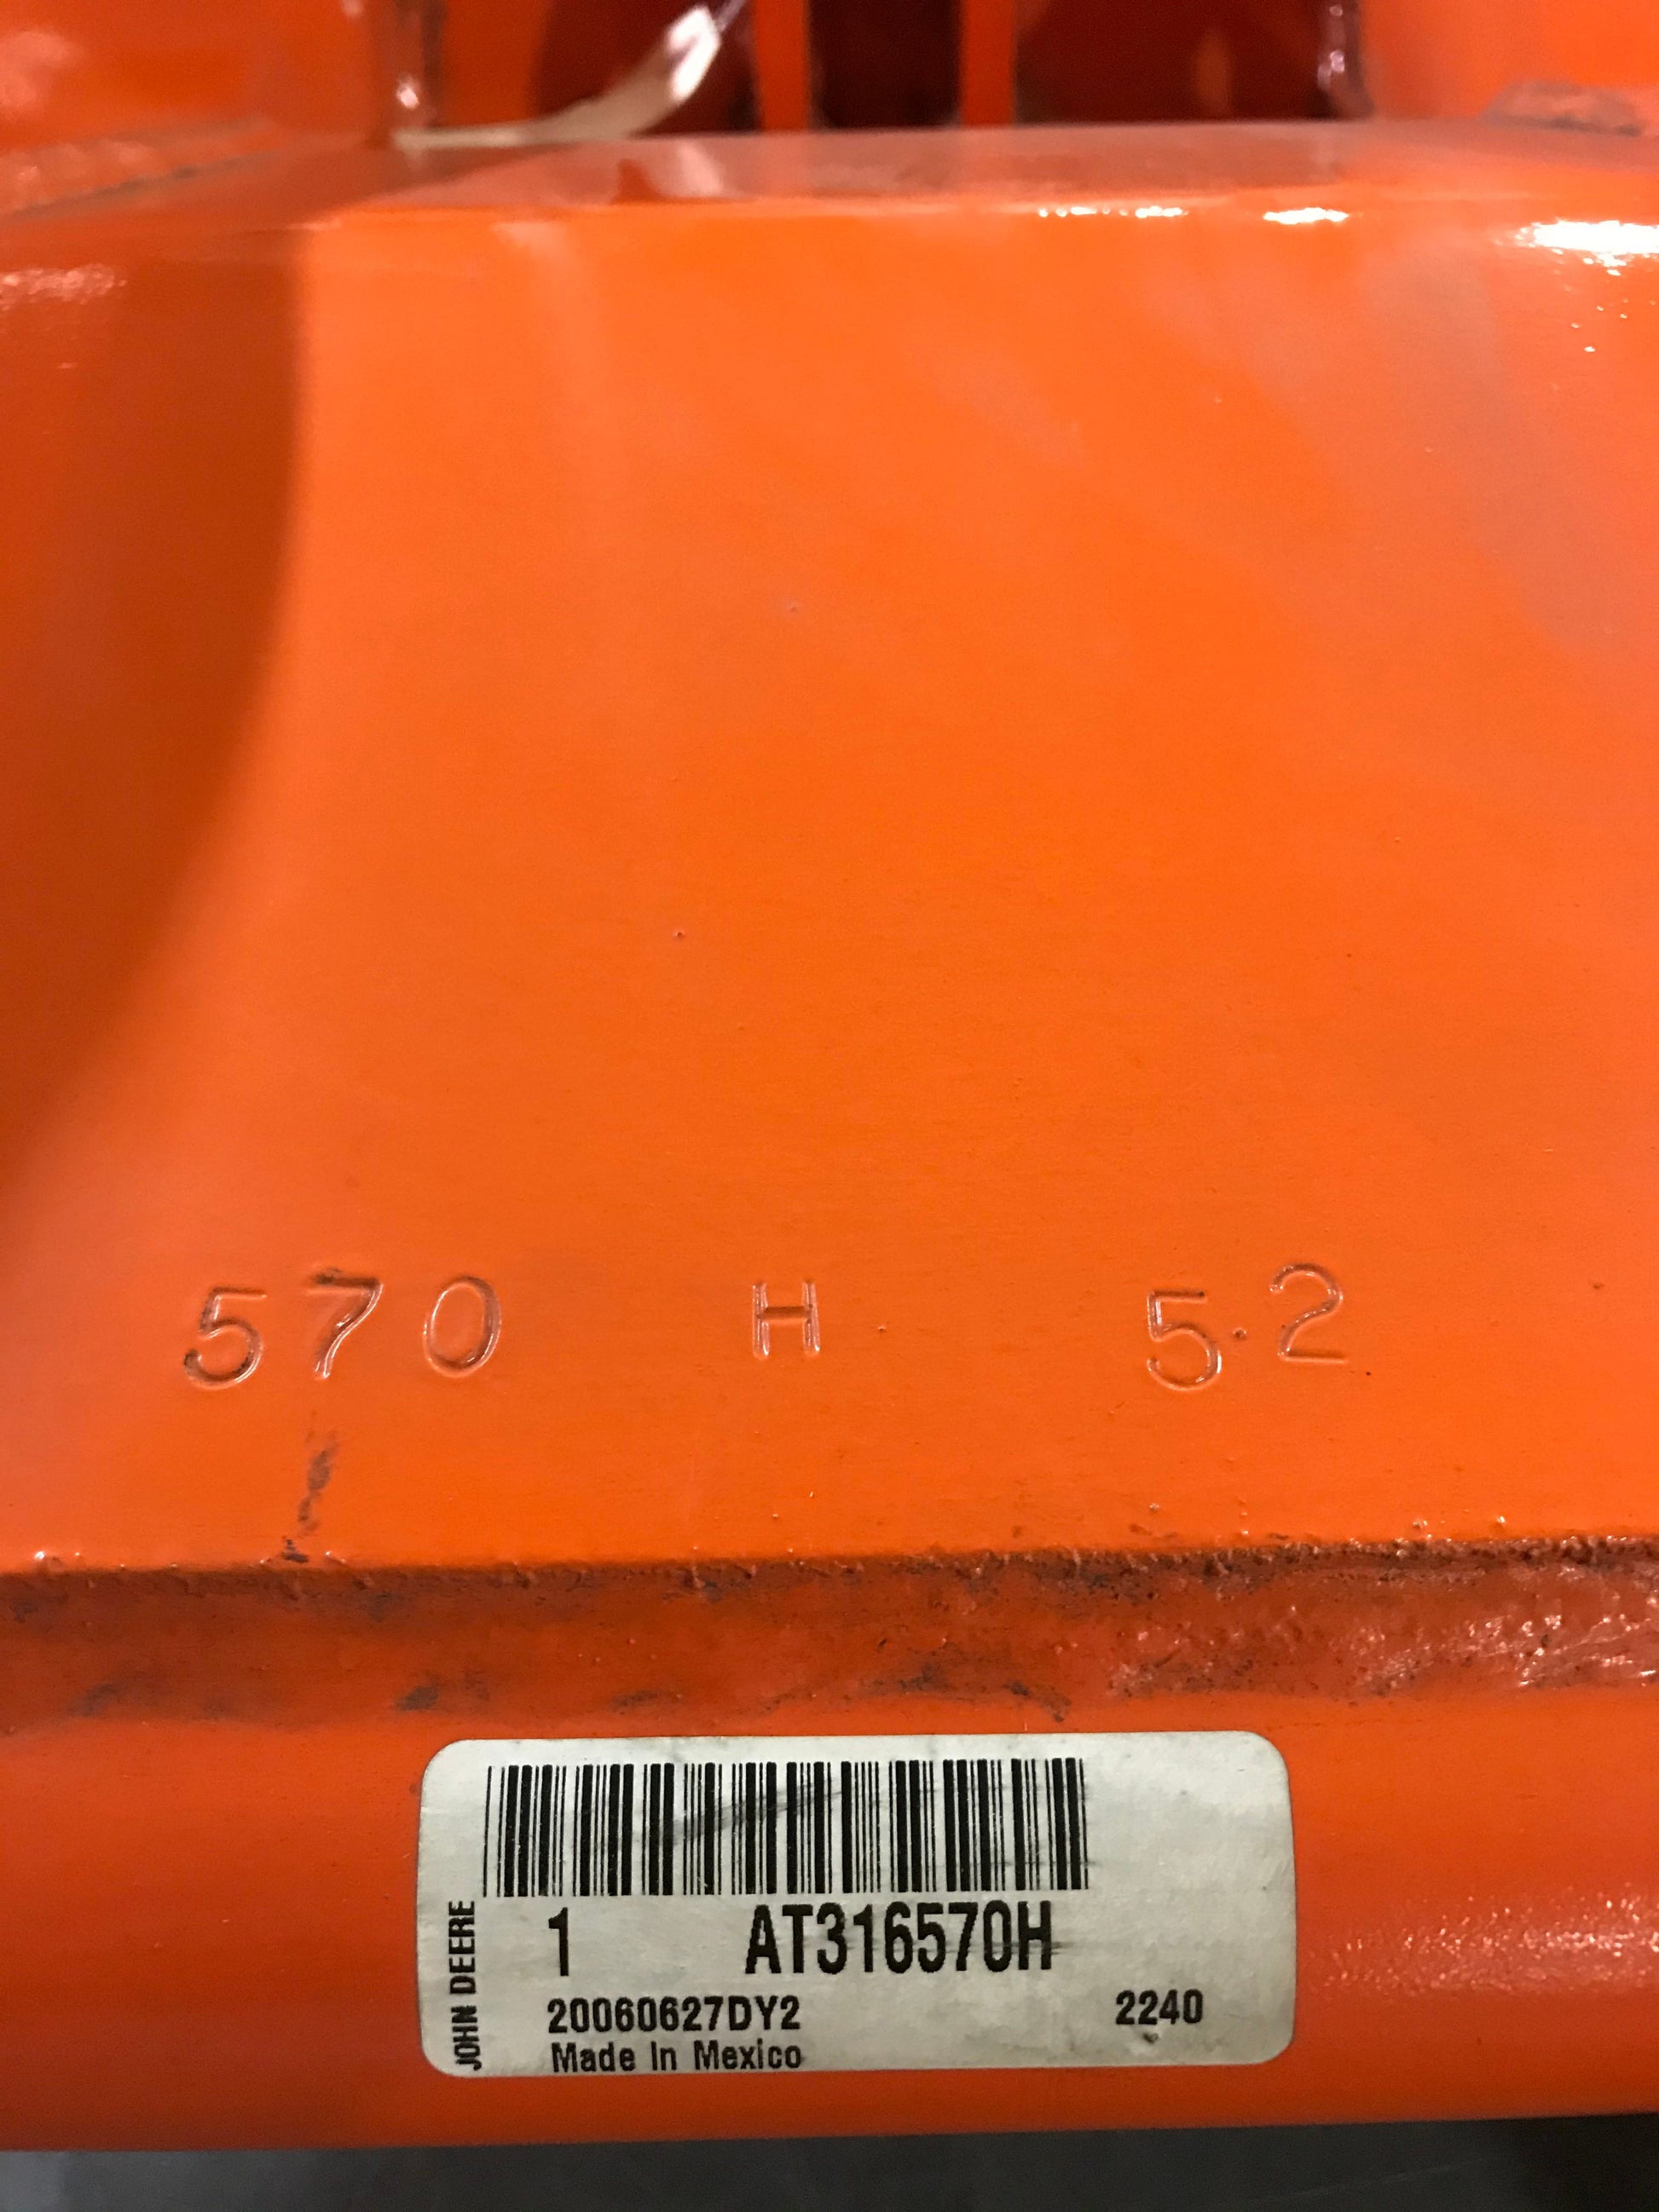 570 H 5.2
JOHN DEERE
1 AT316570H
20060627DY2 2240
Made In Mexico